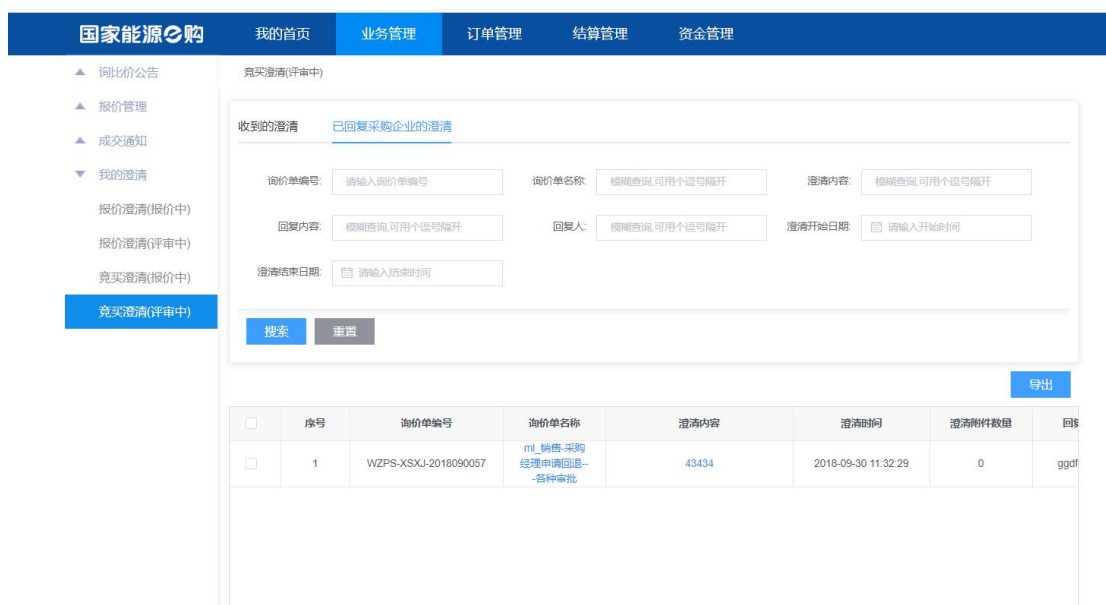 国家能源e购 我的首页 业务管理 订单管理 结算管理 资金管理
询比价公告
报价管理
成交通知
我的澄清
报价澄清(报价中)
报价澄清(评审中)
竞买澄清(报价中)
竞买澄清(评审中)
竞买澄清(评审中)
收到的澄清 已回复采购企业的澄清
询价单编号: 请输入询价单编号 询价单名称: 模糊查询,可用个逗号隔开 澄清内容: 模糊查询,可用个逗号隔开
回复内容: 模糊查询,可用个逗号隔开 回复人: 模糊查询,可用个逗号隔开 澄清开始日期: 请输入开始时间
澄清结束日期: 请输入结束时间
搜索 重置
导出
序号 询价单编号 询价单名称 澄清内容 澄清时间 澄清附件数量 回
1 WZPS-XSXJ-2018090057 ml_销售-采购经理申请回退---各种审批 43434 2018-09-30 11:32:29 0 ggdf